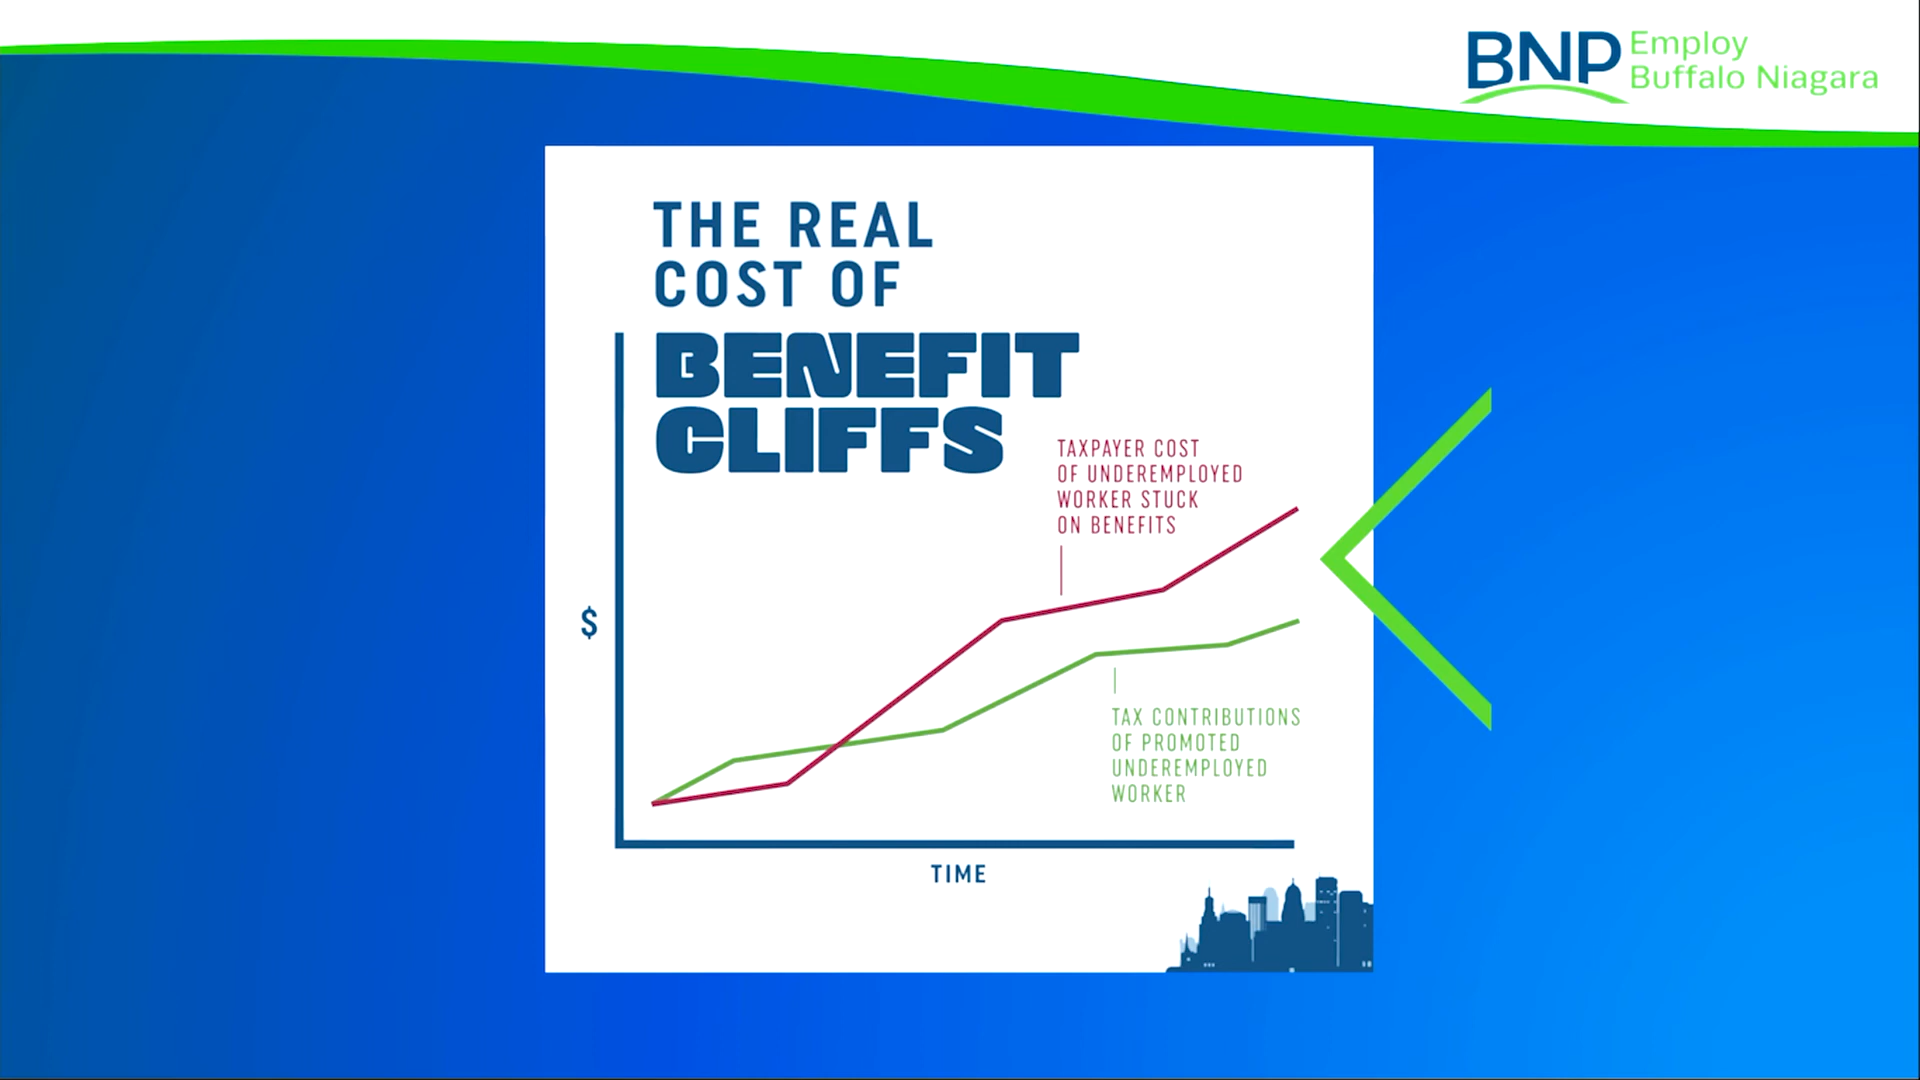 BNP Employ
Buffalo Niagara
THE REAL
COST OF
BENEFIT
CLIFFS
TAXPAYER COST
OF UNDEREMPLOYED
WORKER STUCK
ON BENEFITS
$
TAX CONTRIBUTIONS
OF PROMOTED
UNDEREMPLOYED
WORKER
TIME